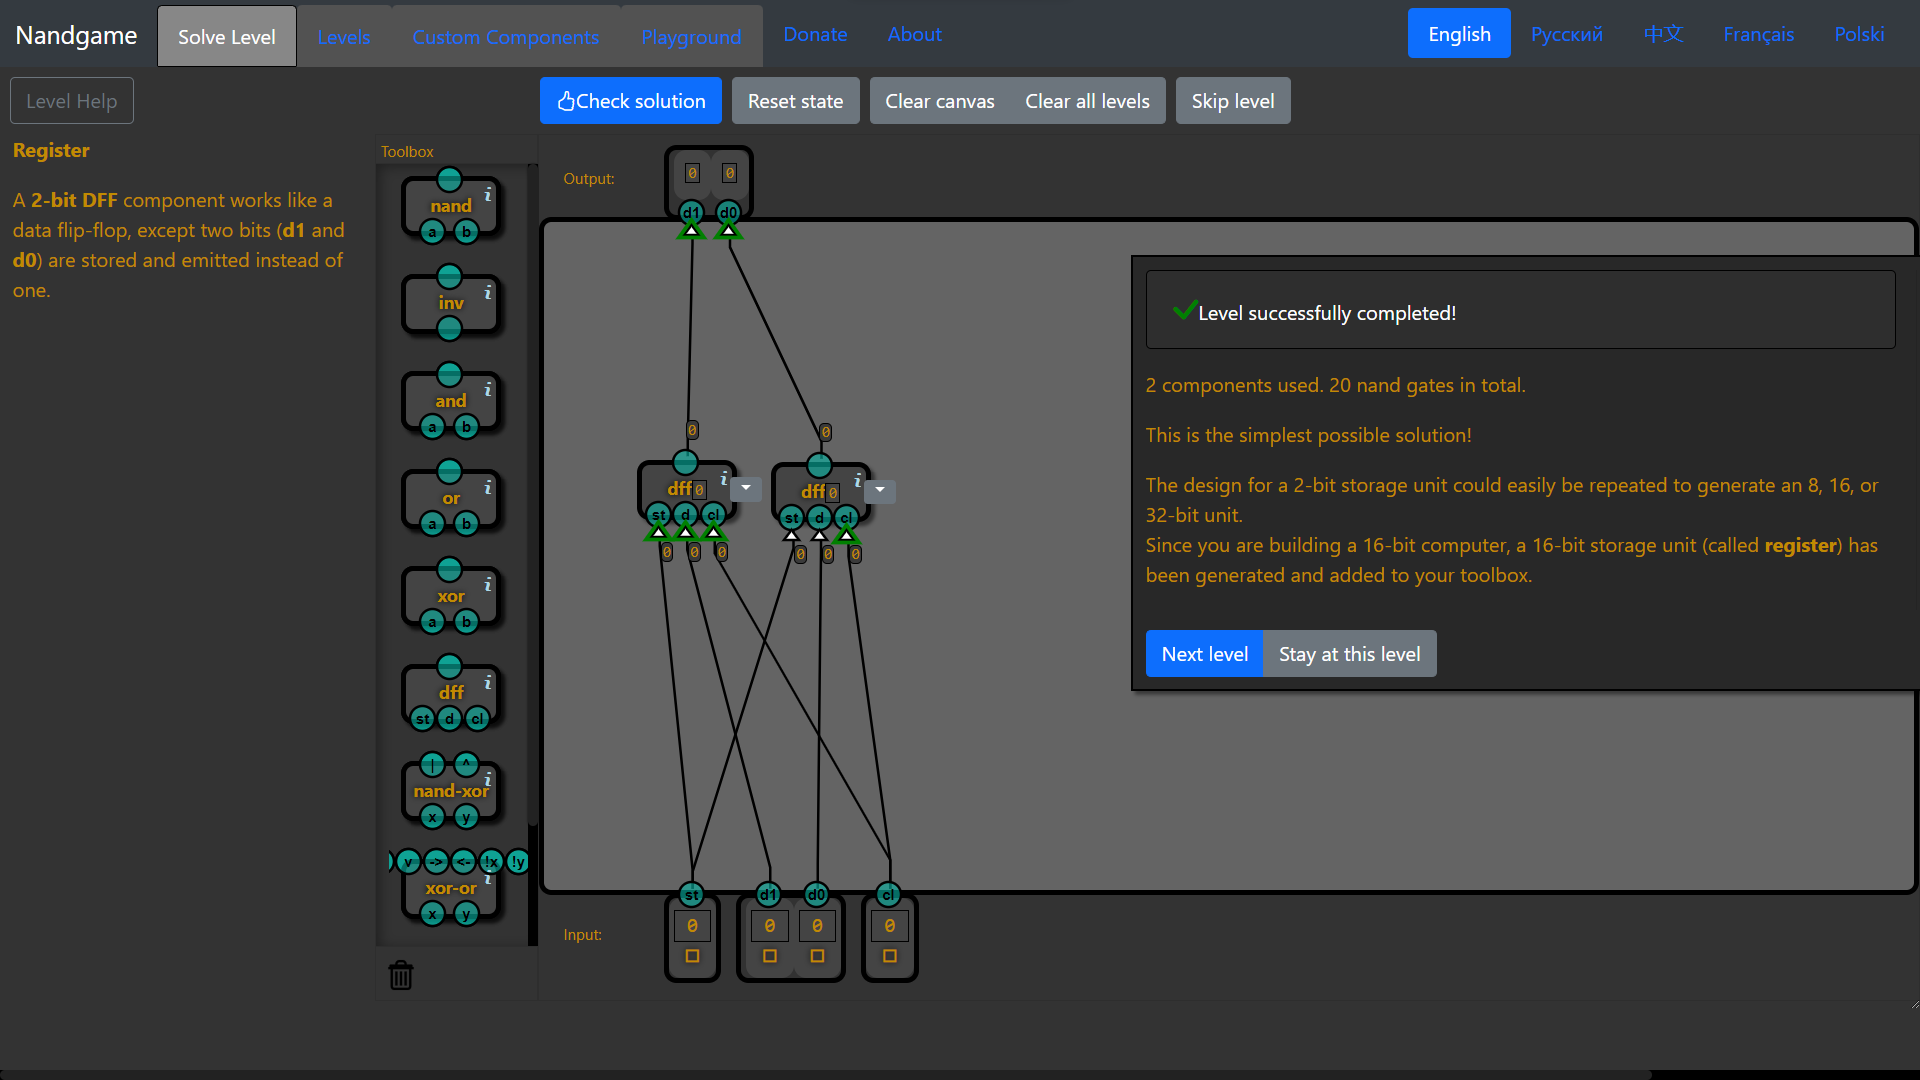 Nandgame
Solve Level
Levels
Custom Components
Playground
Donate
About
English
Русский
中文
Français
Polski
Level Help
Check solution
Reset state
Clear canvas
Clear all levels
Skip level
Register
A 2-bit DFF component works like a
data flip-flop, except two bits (d1 and
d0) are stored and emitted instead of
one.
Toolbox
nand
i
a b
inv
i
and
i
a b
or
i
a b
xor
i
a b
dff
i
st d cl
| ^
nand-xor
i
x y
v -> <- !x !y
xor-or
i
x y
Output:
0 0
d1 d0
0 0
dff 0 i
dff 0 i
st d cl
st d cl
0 0 0
0 0 0
st d1 d0 cl
Input:
0 0 0 0
Level successfully completed!
2 components used. 20 nand gates in total.
This is the simplest possible solution!
The design for a 2-bit storage unit could easily be repeated to generate an 8, 16, or
32-bit unit.
Since you are building a 16-bit computer, a 16-bit storage unit (called register) has
been generated and added to your toolbox.
Next level
Stay at this level